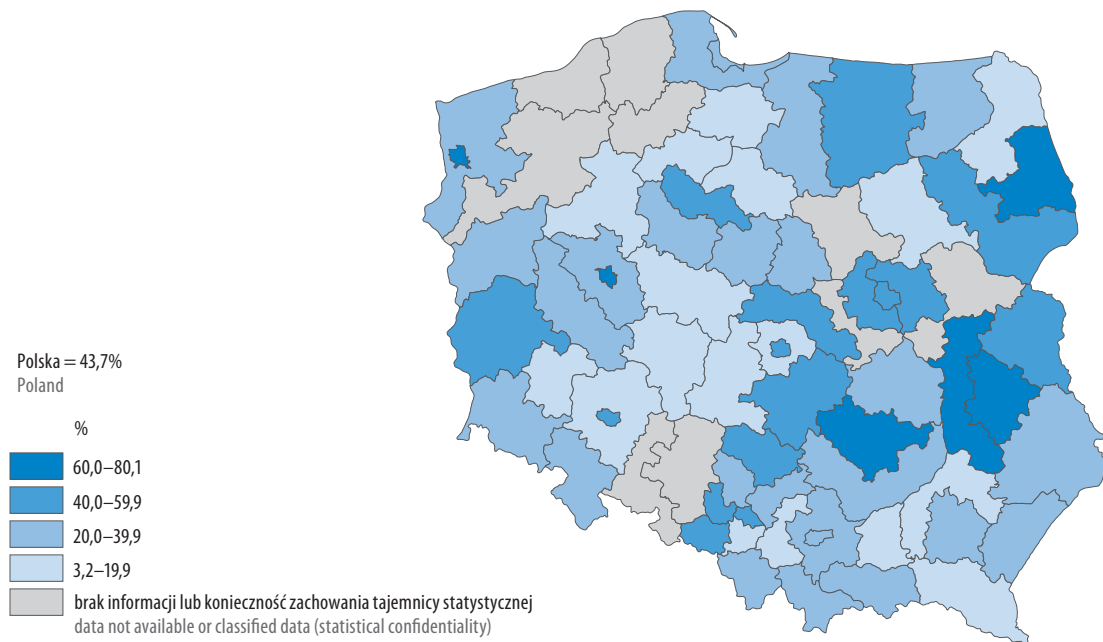 Polska = 43,7%
Poland
%
60,0–80,1
40,0–59,9
20,0–39,9
3,2–19,9
brak informacji lub konieczność zachowania tajemnicy statystycznej
data not available or classified data (statistical confidentiality)